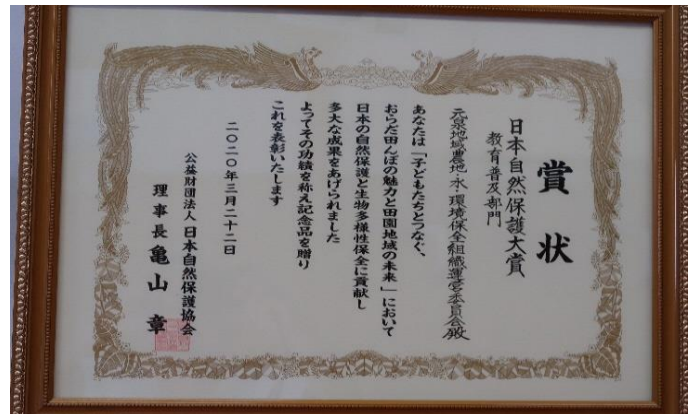 賞状
日本自然保護大賞
教育普及部門
元泉地域農地・水・環境保全組織運営委員会殿
あなたは「子どもたちとつなぐ、
おらだ田んぼの魅力と田園地域の未来」において
日本の自然保護と生物多様性保全に貢献し
多大な成果をあげられました
よってその功績を称え記念品を贈り
これを表彰いたします
二〇二〇年三月二十二日
公益財団法人 日本自然保護協会
理事長 亀山 章